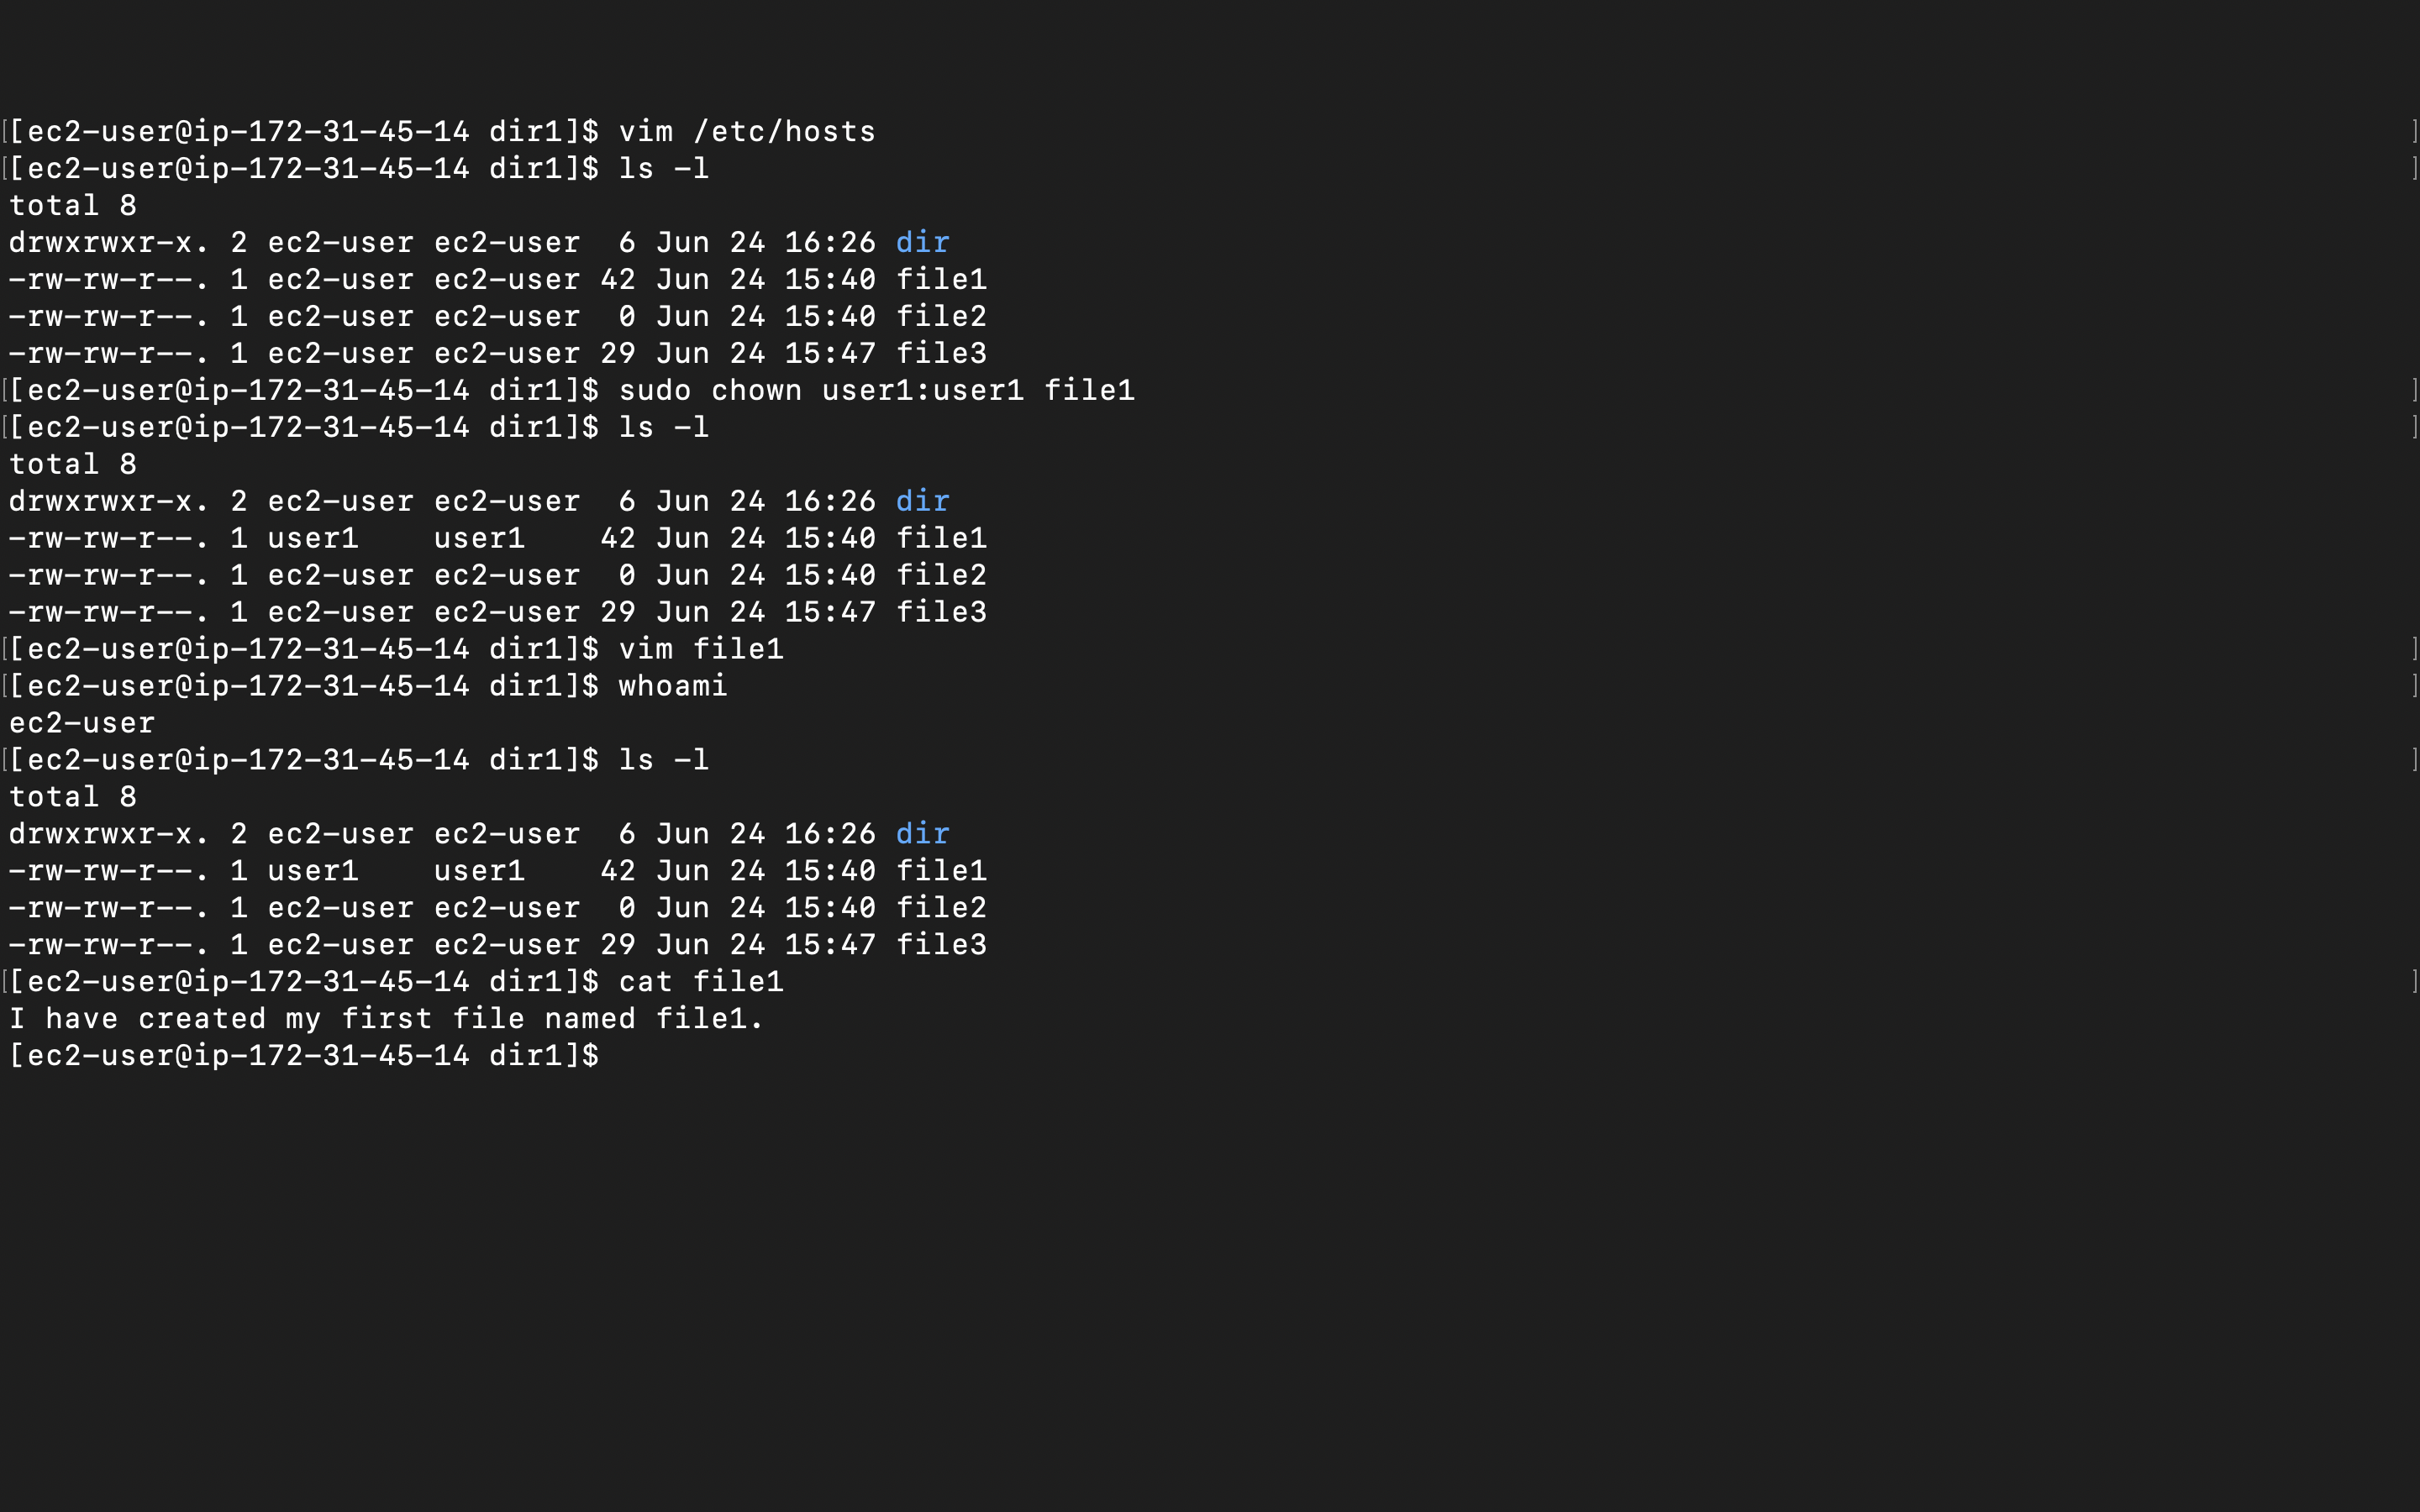 [ec2-user@ip-172-31-45-14 dir1]$ vim /etc/hosts
[ec2-user@ip-172-31-45-14 dir1]$ ls -l
total 8
drwxrwxr-x. 2 ec2-user ec2-user  6 Jun 24 16:26 dir
-rw-rw-r--. 1 ec2-user ec2-user 42 Jun 24 15:40 file1
-rw-rw-r--. 1 ec2-user ec2-user  0 Jun 24 15:40 file2
-rw-rw-r--. 1 ec2-user ec2-user 29 Jun 24 15:47 file3
[ec2-user@ip-172-31-45-14 dir1]$ sudo chown user1:user1 file1
[ec2-user@ip-172-31-45-14 dir1]$ ls -l
total 8
drwxrwxr-x. 2 ec2-user ec2-user  6 Jun 24 16:26 dir
-rw-rw-r--. 1 user1    user1    42 Jun 24 15:40 file1
-rw-rw-r--. 1 ec2-user ec2-user  0 Jun 24 15:40 file2
-rw-rw-r--. 1 ec2-user ec2-user 29 Jun 24 15:47 file3
[ec2-user@ip-172-31-45-14 dir1]$ vim file1
[ec2-user@ip-172-31-45-14 dir1]$ whoami
ec2-user
[ec2-user@ip-172-31-45-14 dir1]$ ls -l
total 8
drwxrwxr-x. 2 ec2-user ec2-user  6 Jun 24 16:26 dir
-rw-rw-r--. 1 user1    user1    42 Jun 24 15:40 file1
-rw-rw-r--. 1 ec2-user ec2-user  0 Jun 24 15:40 file2
-rw-rw-r--. 1 ec2-user ec2-user 29 Jun 24 15:47 file3
[ec2-user@ip-172-31-45-14 dir1]$ cat file1
I have created my first file named file1.
[ec2-user@ip-172-31-45-14 dir1]$